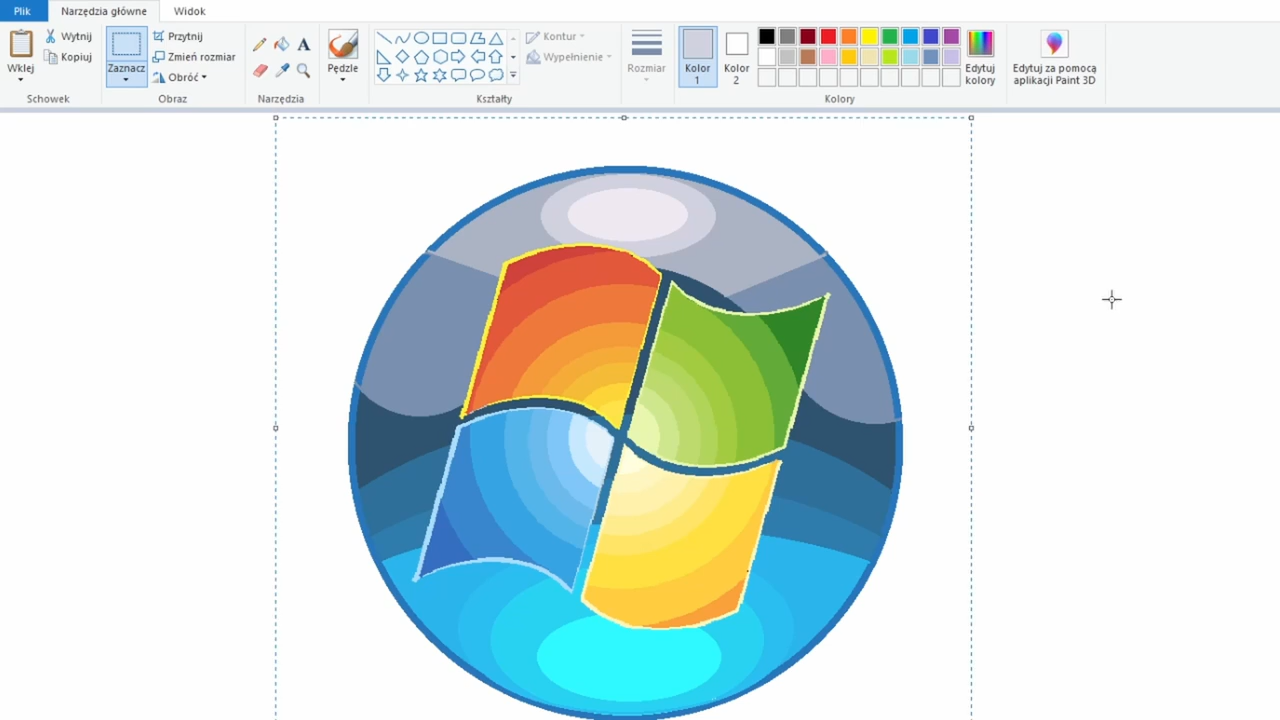 Plik Narzędzia główne Widok
Wklej
Wytnij
Kopiuj
Schowek
Zaznacz
Przytnij
Zmień rozmiar
Obróć
Obraz
A
Narzędzia
Pędzle
Kontur
Wypełnienie
Kształty
Rozmiar
Kolor
1
Kolor
2
Edytuj
kolory
Kolory
Edytuj za pomocą
aplikacji Paint 3D